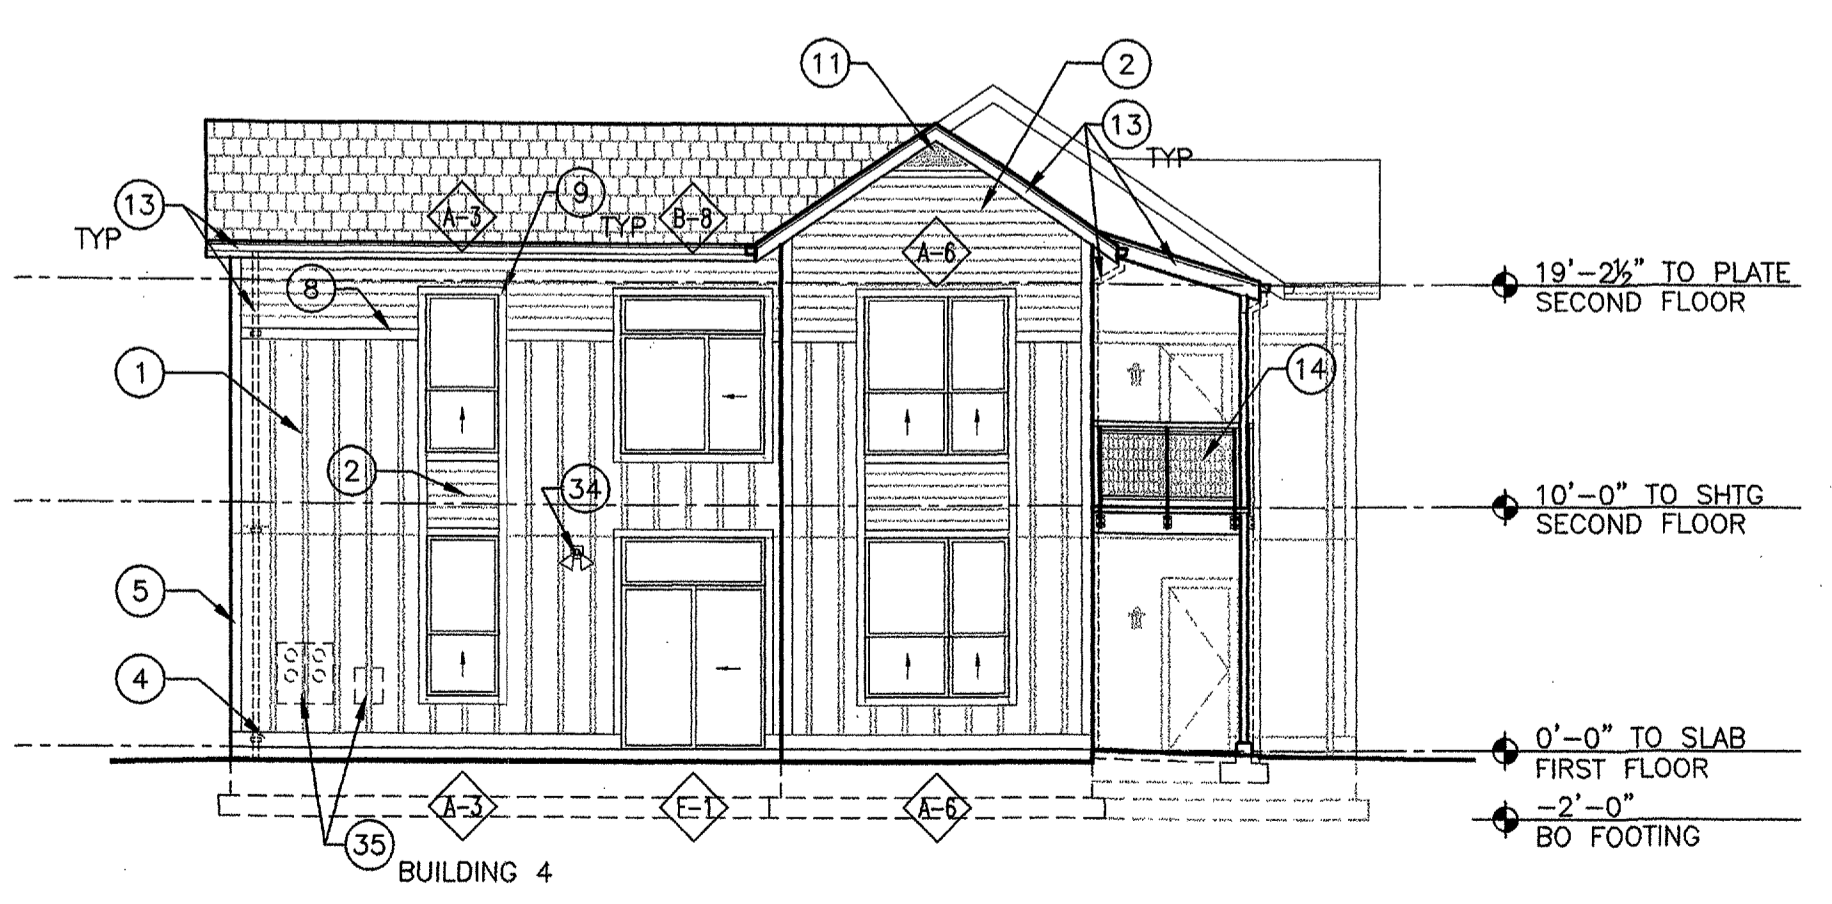 11
2
13
TYP
13
TYP
9
TYP
A-3
B-8
A-6
8
19'-2½" TO PLATE
SECOND FLOOR
1
14
2
34
10'-0" TO SHTG
SECOND FLOOR
5
4
0'-0" TO SLAB
FIRST FLOOR
A-3
E-1
A-6
-2'-0"
BO FOOTING
35
BUILDING 4